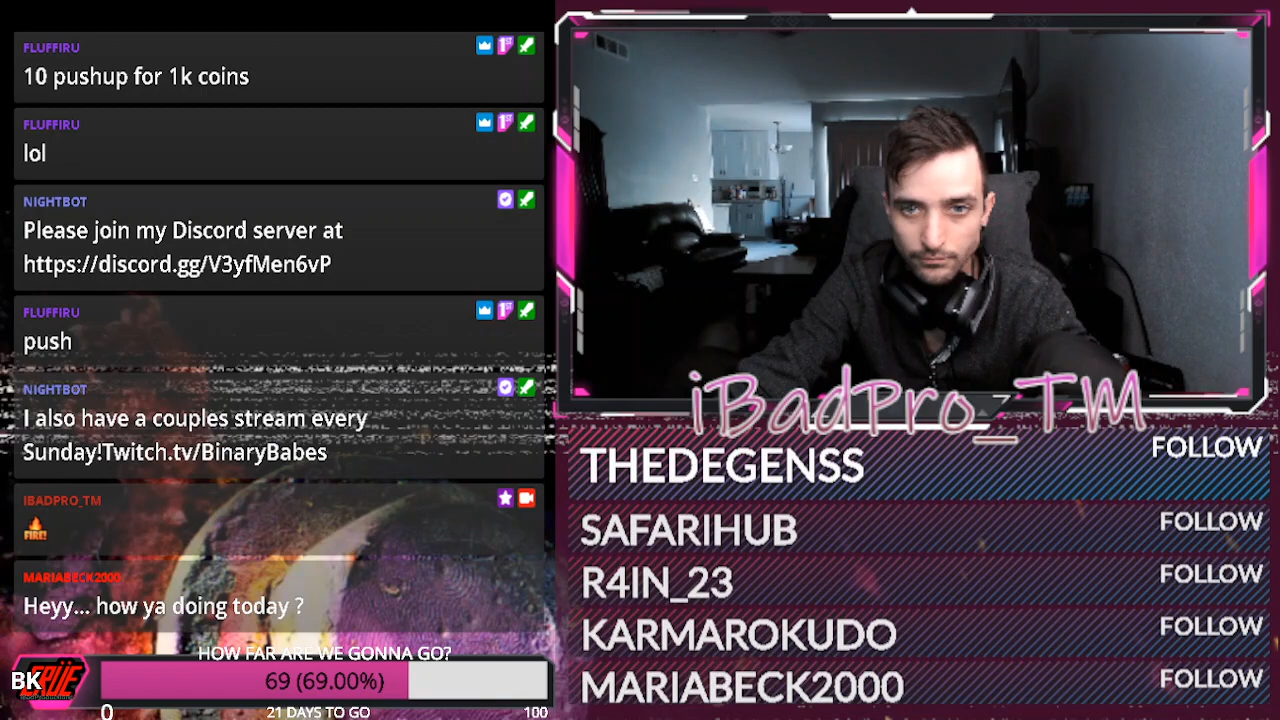 FLUFFIRU
10 pushup for 1k coins
FLUFFIRU
lol
NIGHTBOT
Please join my Discord server at
https://discord.gg/V3yfMen6vP
FLUFFIRU
push
NIGHTBOT
I also have a couples stream every
Sunday!Twitch.tv/BinaryBabes
IBADPRO_TM
FIRE!
MARIABECK2000
Heyy... how ya doing today ?
HOW FAR ARE WE GONNA GO?
BK CRÜE
69 (69.00%)
0
21 DAYS TO GO
100
iBadPro_TM
THEDEGENSS FOLLOW
SAFARIHUB FOLLOW
R4IN_23 FOLLOW
KARMAROKUDO FOLLOW
MARIABECK2000 FOLLOW